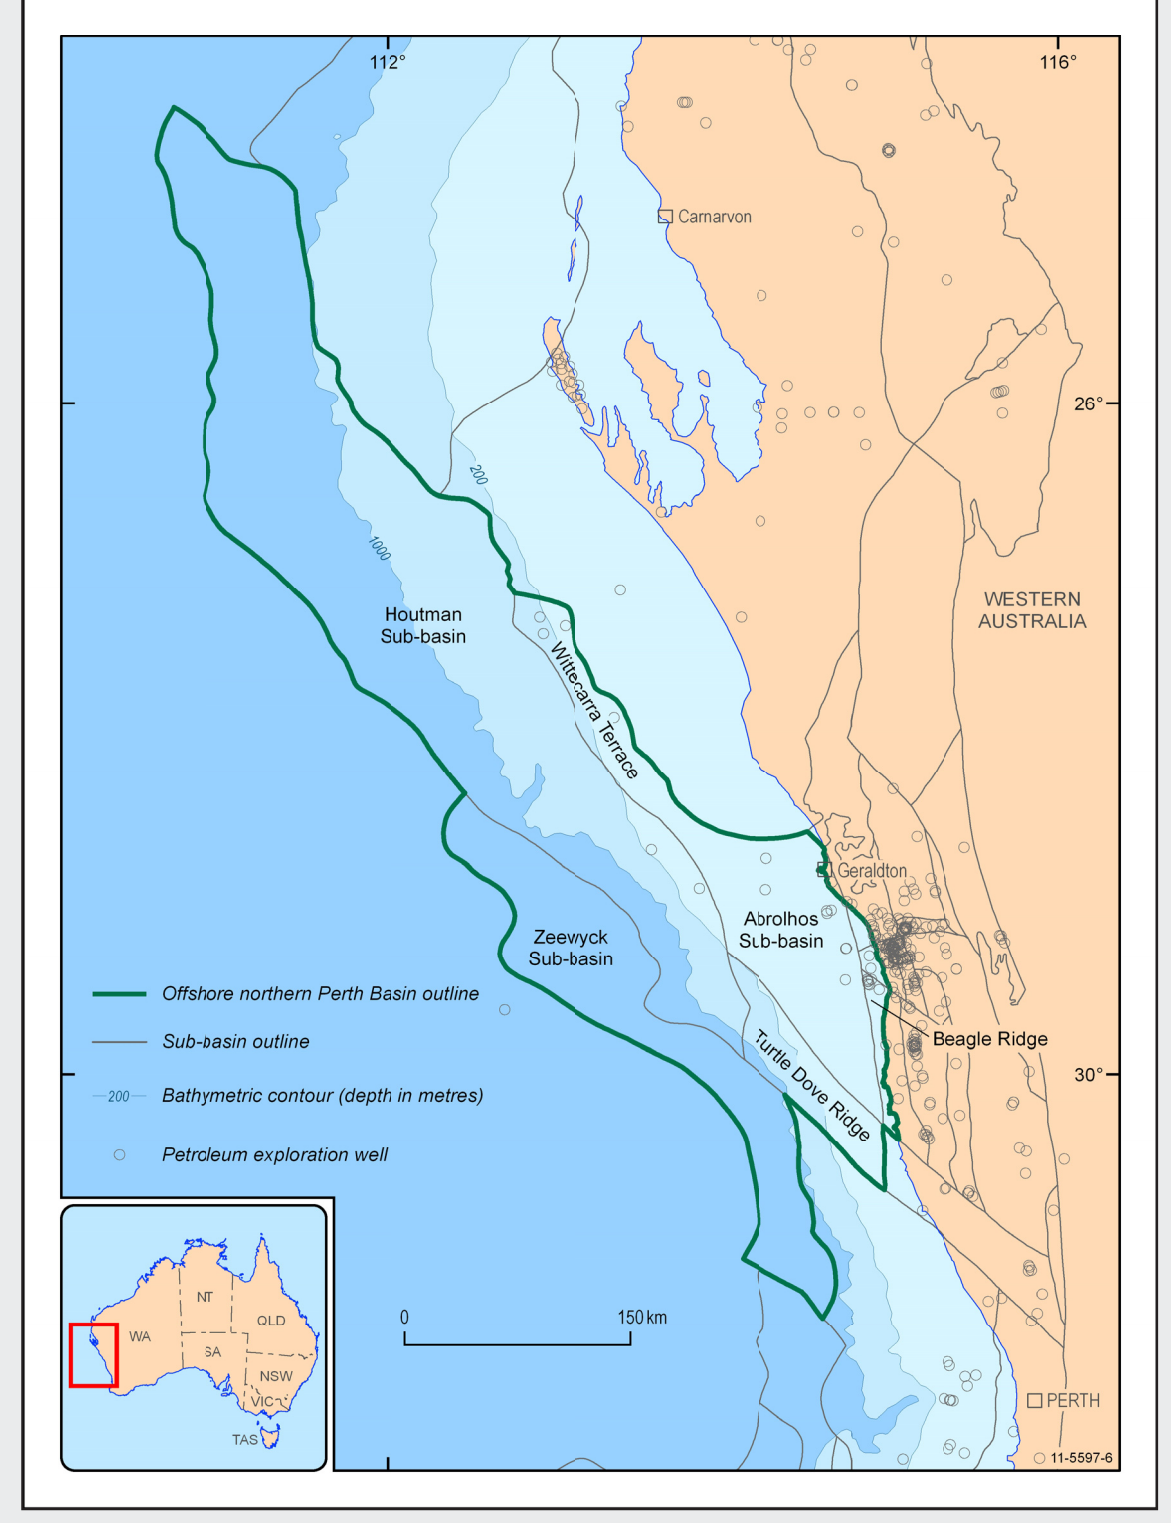 112°
116°
Carnarvon
26°
200
1000
WESTERN
AUSTRALIA
Houtman
Sub-basin
Wittecarra Terrace
Geraldton
Abrolhos
Sub-basin
Zeewyck
Sub-basin
Offshore northern Perth Basin outline
Sub-basin outline
Beagle Ridge
Turtle Dove Ridge
30°
200
Bathymetric contour (depth in metres)
Petroleum exploration well
NT
QLD
WA
SA
NSW
VIC
TAS
0
150 km
PERTH
11-5597-6